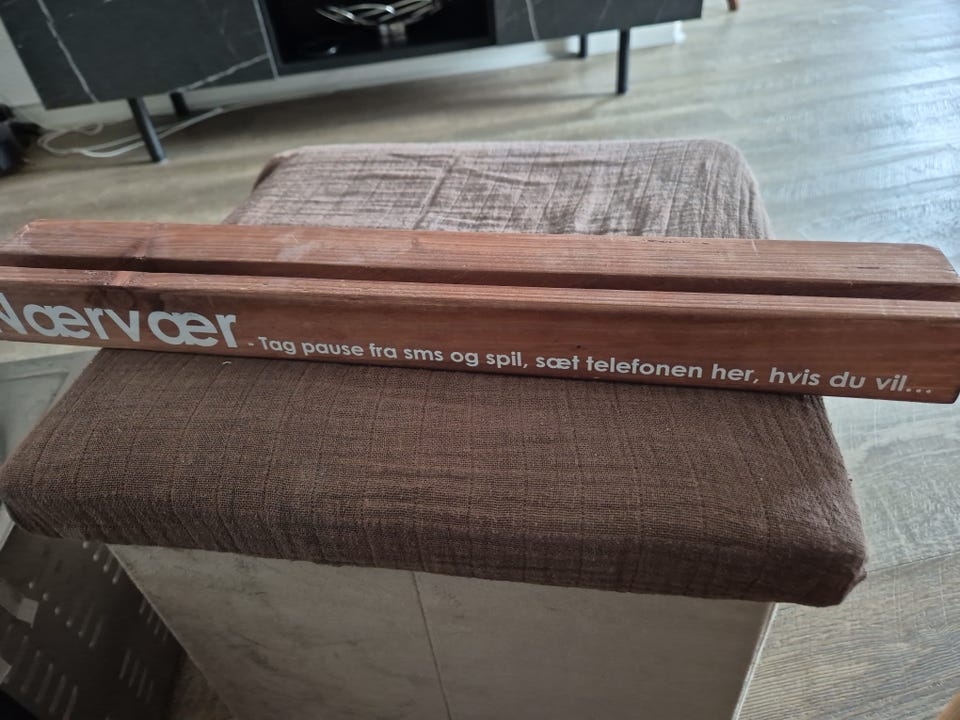 Nærvær - Tag pause fra sms og spil, sæt telefonen her, hvis du vil...